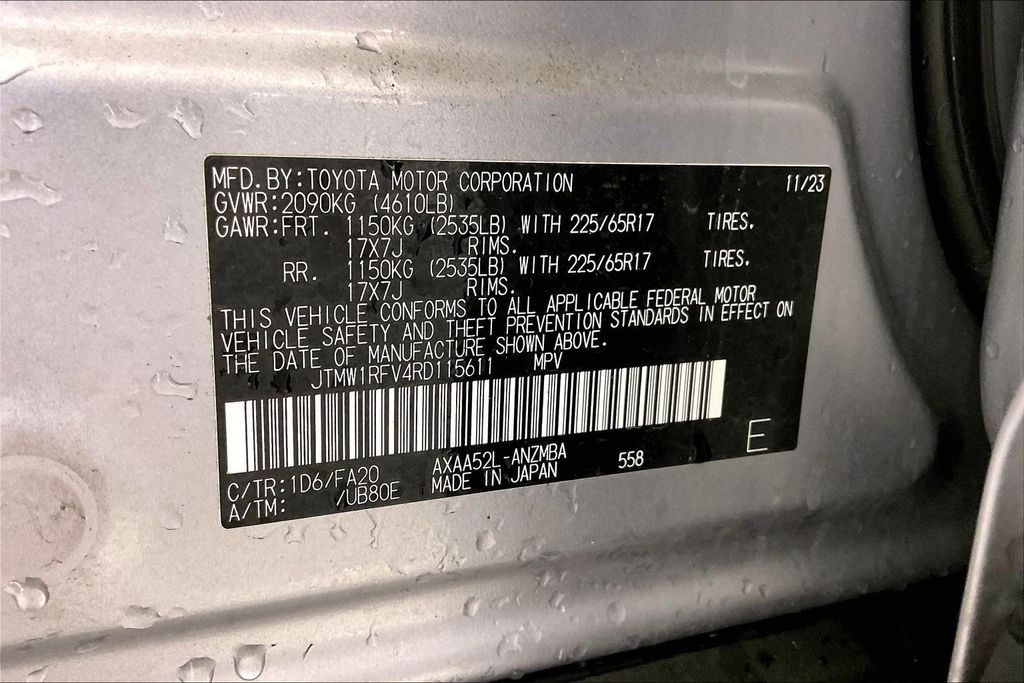 MFD. BY:TOYOTA MOTOR CORPORATION 11/23
GVWR:2090KG (4610LB)
GAWR:FRT. 1150KG (2535LB) WITH 225/65R17 TIRES.
17X7J RIMS.
RR. 1150KG (2535LB) WITH 225/65R17 TIRES.
17X7J RIMS.
THIS VEHICLE CONFORMS TO ALL APPLICABLE FEDERAL MOTOR
VEHICLE SAFETY AND THEFT PREVENTION STANDARDS IN EFFECT ON
THE DATE OF MANUFACTURE SHOWN ABOVE.
JTMW1RFV4RD115611 MPV
E
C/TR:1D6/FA20 AXAA52L-ANZMBA 558
A/TM: /UB80E MADE IN JAPAN